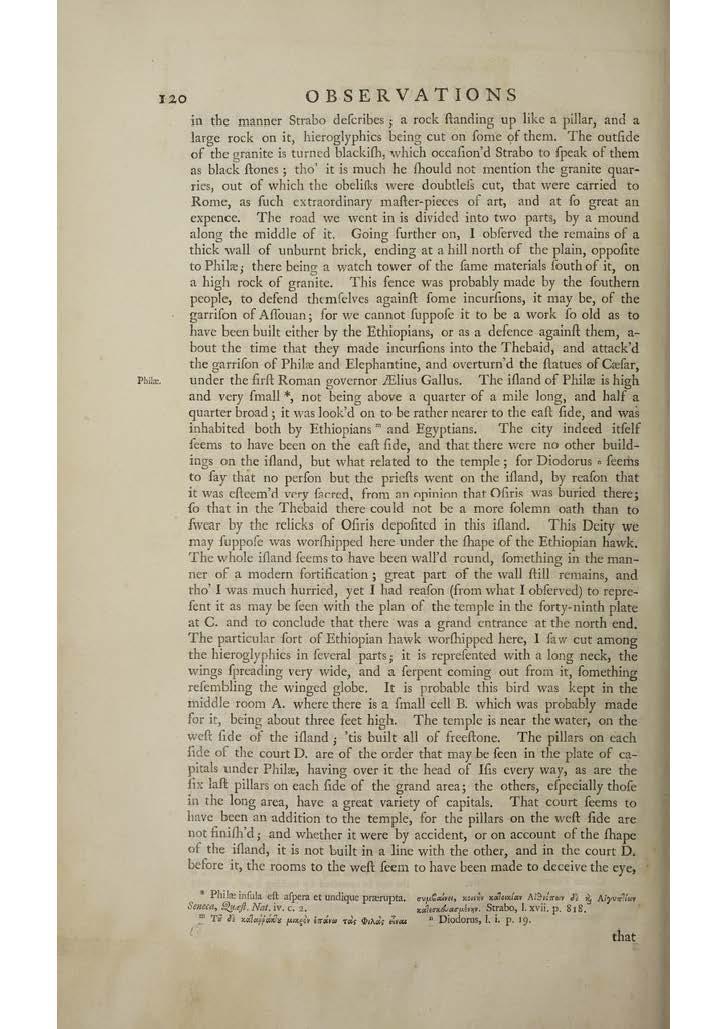 120
OBSERVATIONS
in the manner Strabo deſcribes; a rock ſtanding up like a pillar, and a
large rock on it, hieroglyphics being cut on ſome of them. The outſide
of the granite is turned blackiſh, which occaſion'd Strabo to ſpeak of them
as black ſtones; tho' it is much he ſhould not mention the granite quar-
ries, out of which the obeliſks were doubtleſs cut, that were carried to
Rome, as ſuch extraordinary maſter-pieces of art, and at ſo great an
expence. The road we went in is divided into two parts, by a mound
along the middle of it. Going further on, I obſerved the remains of a
thick wall of unburnt brick, ending at a hill north of the plain, oppoſite
to Philæ; there being a watch tower of the ſame materials ſouth of it, on
a high rock of granite. This fence was probably made by the ſouthern
people, to defend themſelves againſt ſome incurſions, it may be, of the
garriſon of Aſſouan; for we cannot ſuppoſe it to be a work ſo old as to
have been built either by the Ethiopians, or as a defence againſt them, a-
bout the time that they made incurſions into the Thebaid, and attack'd
the garriſon of Philæ and Elephantine, and overturn'd the ſtatues of Cæſar,
Philæ.
under the firſt Roman governor Ælius Gallus. The iſland of Philæ is high
and very ſmall *, not being above a quarter of a mile long, and half a
quarter broad; it was look'd on to be rather nearer to the eaſt ſide, and was
inhabited both by Ethiopians m and Egyptians. The city indeed itſelf
ſeems to have been on the eaſt ſide, and that there were no other build-
ings on the iſland, but what related to the temple; for Diodorus n ſeems
to ſay that no perſon but the prieſts went on the iſland, by reaſon that
it was eſteem'd very ſacred, from an opinion that Oſiris was buried there;
ſo that in the Thebaid there could not be a more ſolemn oath than to
ſwear by the relicks of Oſiris depoſited in this iſland. This Deity we
may ſuppoſe was worſhipped here under the ſhape of the Ethiopian hawk.
The whole iſland ſeems to have been wall'd round, ſomething in the man-
ner of a modern fortification; great part of the wall ſtill remains, and
tho' I was much hurried, yet I had reaſon (from what I obſerved) to repre-
ſent it as may be ſeen with the plan of the temple in the forty-ninth plate
at C. and to conclude that there was a grand entrance at the north end.
The particular ſort of Ethiopian hawk worſhipped here, I ſaw cut among
the hieroglyphics in ſeveral parts; it is repreſented with a long neck, the
wings ſpreading very wide, and a ſerpent coming out from it, ſomething
reſembling the winged globe. It is probable this bird was kept in the
middle room A. where there is a ſmall cell B. which was probably made
for it, being about three feet high. The temple is near the water, on the
weſt ſide of the iſland; 'tis built all of freeſtone. The pillars on each
ſide of the court D. are of the order that may be ſeen in the plate of ca-
pitals under Philæ, having over it the head of Iſis every way, as are the
ſix laſt pillars on each ſide of the grand area; the others, eſpecially thoſe
in the long area, have a great variety of capitals. That court ſeems to
have been an addition to the temple, for the pillars on the weſt ſide are
not finiſh'd; and whether it were by accident, or on account of the ſhape
of the iſland, it is not built in a line with the other, and in the court D.
before it, the rooms to the weſt ſeem to have been made to deceive the eye,
* Philæ inſula eſt aſpera et undique prærupta.
Seneca, Quæſt. Nat. iv. c. 2.
m Τȣ͂ δὲ καταρράκτȣ μικρὸν ἐπάνω τὰς Φιλὰς εἶναι
συμβαίνει, κοινὴν κατοικίαν Αἰθιόπων δὲ ϗ Αἰγυπτίων
κατεσκευασμένην. Strabo, l. xvii. p. 818.
n Diodorus, l. i. p. 19.
that